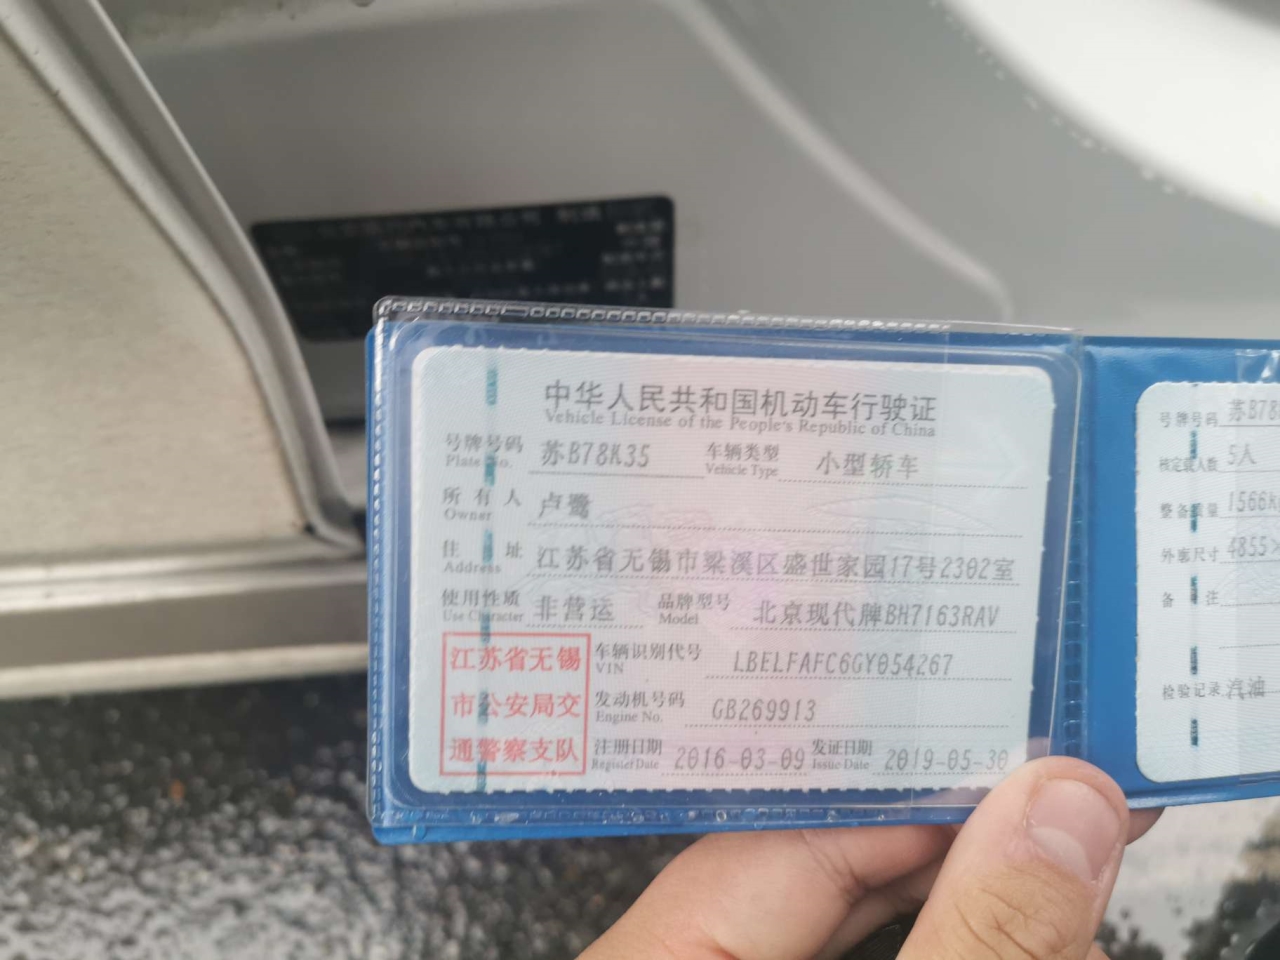 中华人民共和国机动车行驶证
Vehicle License of the People's Republic of China
号牌号码 苏B78K35 车辆类型 小型轿车
Plate No. Vehicle Type
所有人 卢鹭
Owner
住址 江苏省无锡市梁溪区盛世家园17号2302室
Address
使用性质 非营运 品牌型号 北京现代牌BH7163RAV
Use Character Model
江苏省无锡
市公安局交
通警察支队
车辆识别代号 LBELFAFC6GY054267
VIN
发动机号码 GB269913
Engine No.
注册日期 2016-03-09 发证日期 2019-05-30
Register Date Issue Date
号牌号码 苏B78
核定载人数 5人
整备质量 1566K
外廓尺寸 4855×
备注
检验记录 汽油